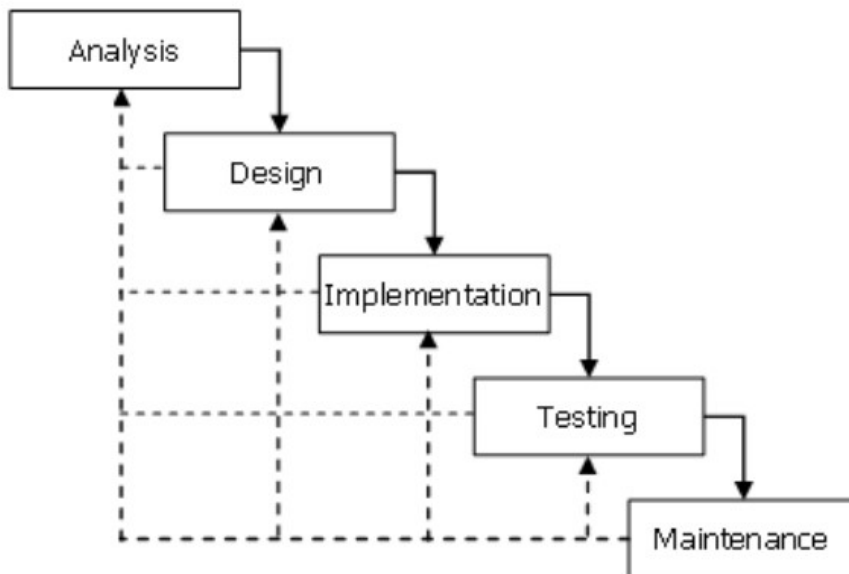 Analysis
Design
Implementation
Testing
Maintenance